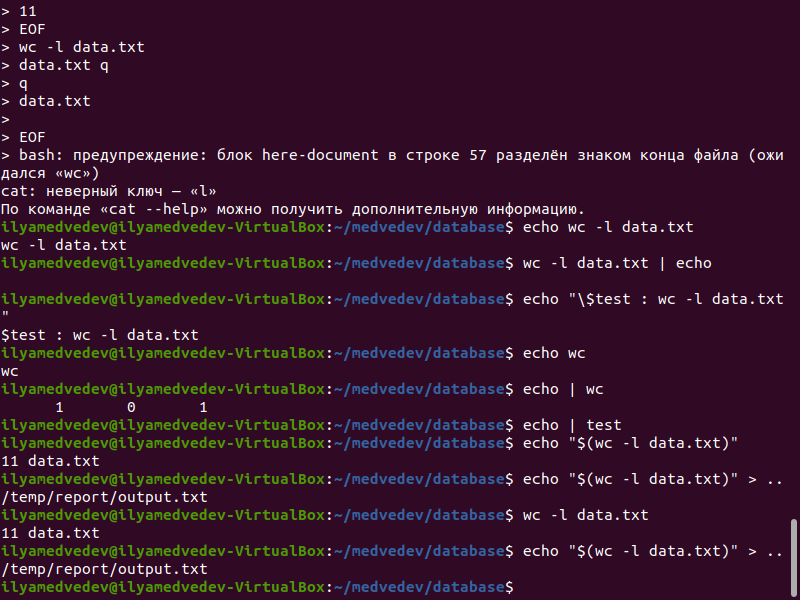 > 11
> EOF
> wc -l data.txt
> data.txt q
> q
> data.txt
>
> EOF
> bash: предупреждение: блок here-document в строке 57 разделён знаком конца файла (ожи
дался «wc»)
cat: неверный ключ — «l»
По команде «cat --help» можно получить дополнительную информацию.
ilyamedvedev@ilyamedvedev-VirtualBox:~/medvedev/database$ echo wc -l data.txt
wc -l data.txt
ilyamedvedev@ilyamedvedev-VirtualBox:~/medvedev/database$ wc -l data.txt | echo

ilyamedvedev@ilyamedvedev-VirtualBox:~/medvedev/database$ echo "\$test : wc -l data.txt
"
$test : wc -l data.txt
ilyamedvedev@ilyamedvedev-VirtualBox:~/medvedev/database$ echo wc
wc
ilyamedvedev@ilyamedvedev-VirtualBox:~/medvedev/database$ echo | wc
      1       0       1
ilyamedvedev@ilyamedvedev-VirtualBox:~/medvedev/database$ echo | test
ilyamedvedev@ilyamedvedev-VirtualBox:~/medvedev/database$ echo "$(wc -l data.txt)"
11 data.txt
ilyamedvedev@ilyamedvedev-VirtualBox:~/medvedev/database$ echo "$(wc -l data.txt)" > ..
/temp/report/output.txt
ilyamedvedev@ilyamedvedev-VirtualBox:~/medvedev/database$ wc -l data.txt
11 data.txt
ilyamedvedev@ilyamedvedev-VirtualBox:~/medvedev/database$ echo "$(wc -l data.txt)" > ..
/temp/report/output.txt
ilyamedvedev@ilyamedvedev-VirtualBox:~/medvedev/database$